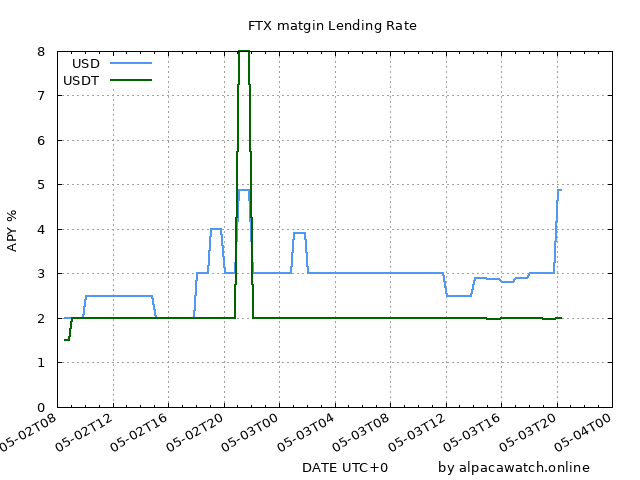 FTX matgin Lending Rate
USD
USDT
8
7
6
5
4
3
2
1
0
APY %
05-02T08
05-02T12
05-02T16
05-02T20
05-03T00
05-03T04
05-03T08
05-03T12
05-03T16
05-03T20
05-04T00
DATE UTC+0
by alpacawatch.online